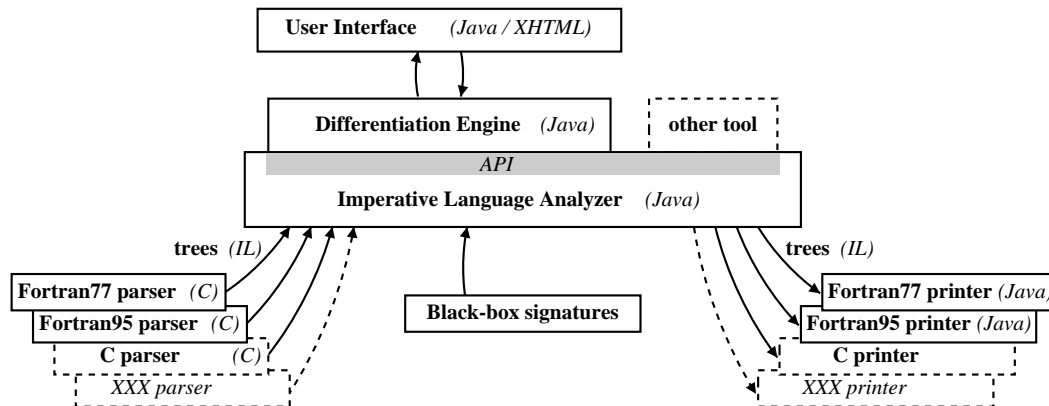 User Interface (Java / XHTML)
Differentiation Engine (Java)
other tool
API
Imperative Language Analyzer (Java)
trees (IL)
trees (IL)
Fortran77 parser (C)
Fortran95 parser (C)
C parser (C)
XXX parser
Black-box signatures
Fortran77 printer (Java)
Fortran95 printer (Java)
C printer
XXX printer